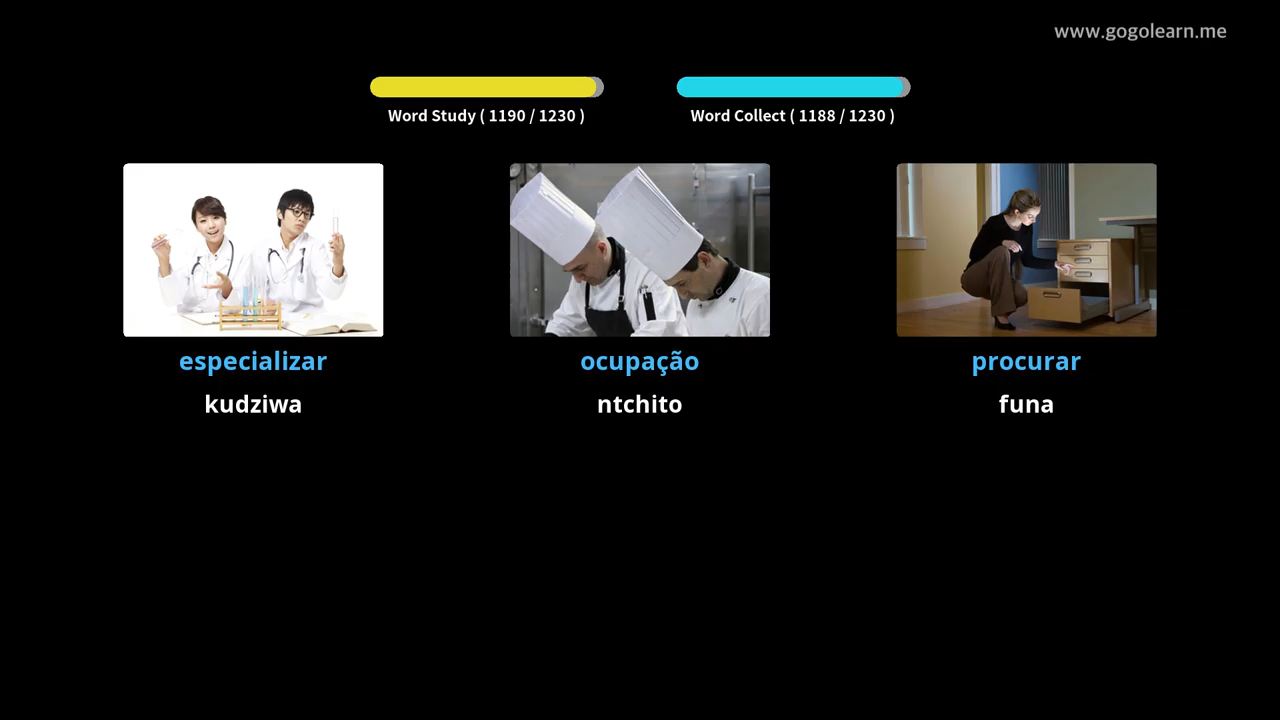 www.gogolearn.me
Word Study ( 1190 / 1230 )
Word Collect ( 1188 / 1230 )
especializar
ocupação
procurar
kudziwa
ntchito
funa